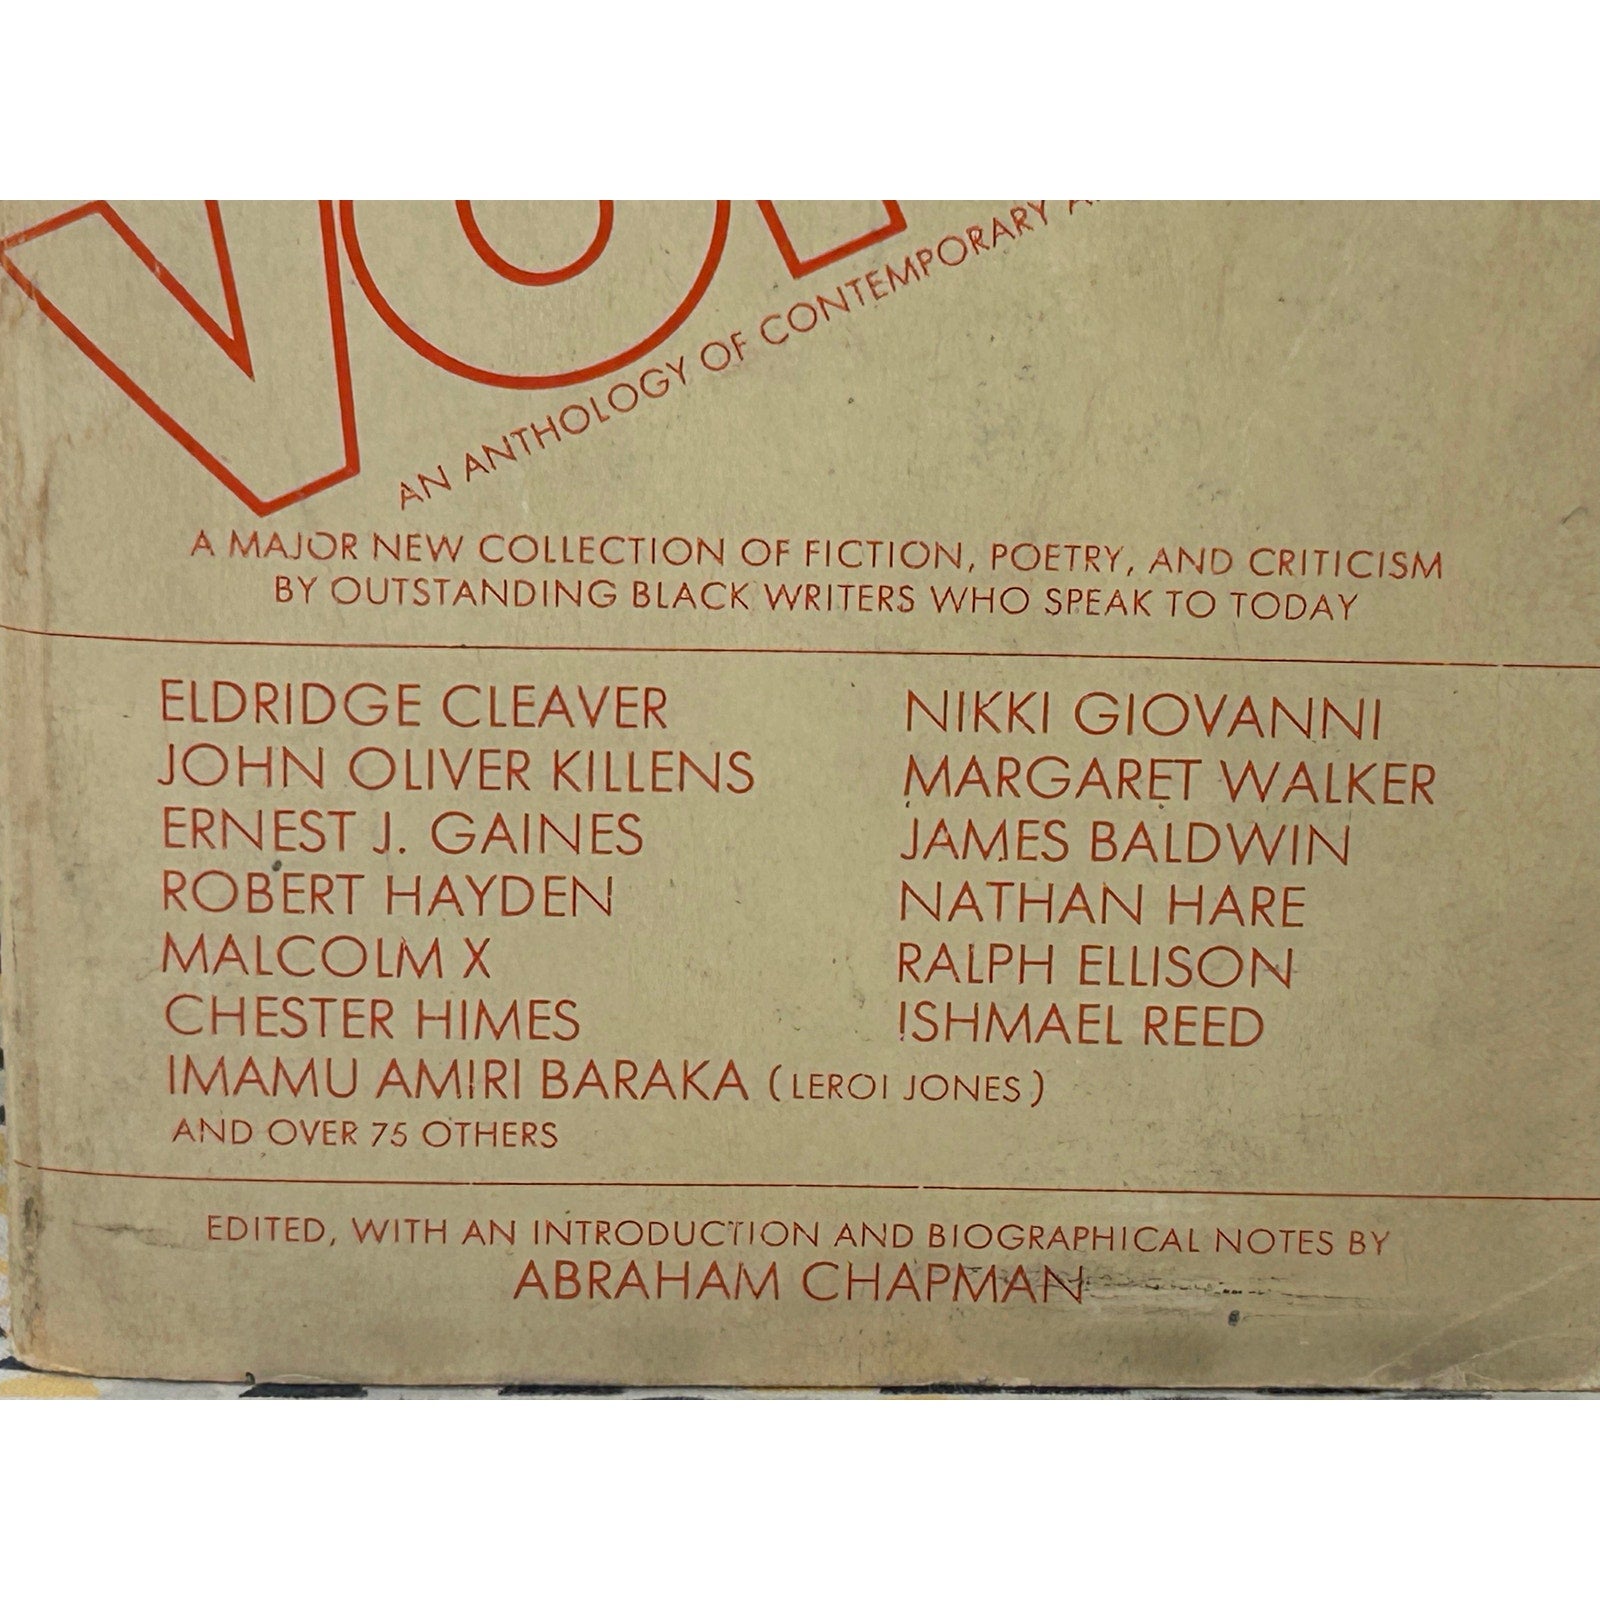 VO
AN ANTHOLOGY OF CONTEMPORARY
A MAJOR NEW COLLECTION OF FICTION, POETRY, AND CRITICISM
BY OUTSTANDING BLACK WRITERS WHO SPEAK TO TODAY
ELDRIDGE CLEAVER
JOHN OLIVER KILLENS
ERNEST J. GAINES
ROBERT HAYDEN
MALCOLM X
CHESTER HIMES
IMAMU AMIRI BARAKA (LEROI JONES)
AND OVER 75 OTHERS
NIKKI GIOVANNI
MARGARET WALKER
JAMES BALDWIN
NATHAN HARE
RALPH ELLISON
ISHMAEL REED
EDITED, WITH AN INTRODUCTION AND BIOGRAPHICAL NOTES BY
ABRAHAM CHAPMAN